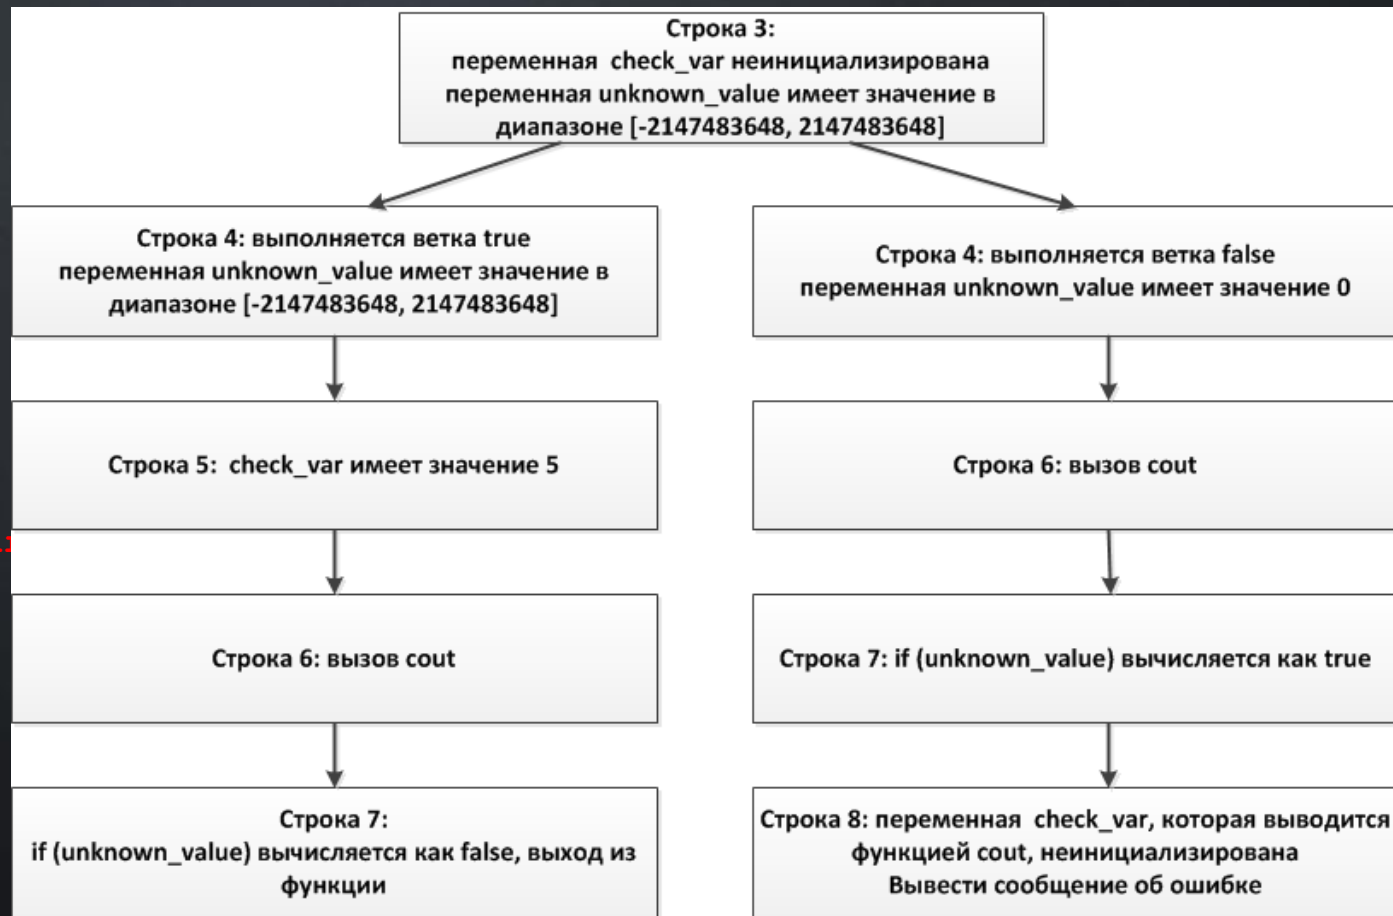 Строка 3:
переменная check_var неинициализирована
переменная unknown_value имеет значение в
диапазоне [-2147483648, 2147483648]
Строка 4: выполняется ветка true
переменная unknown_value имеет значение в
диапазоне [-2147483648, 2147483648]
Строка 4: выполняется ветка false
переменная unknown_value имеет значение 0
Строка 5: check_var имеет значение 5
Строка 6: вызов cout
Строка 6: вызов cout
Строка 7: if (unknown_value) вычисляется как true
Строка 7:
if (unknown_value) вычисляется как false, выход из
функции
Строка 8: переменная check_var, которая выводится
функцией cout, неинициализирована
Вывести сообщение об ошибке